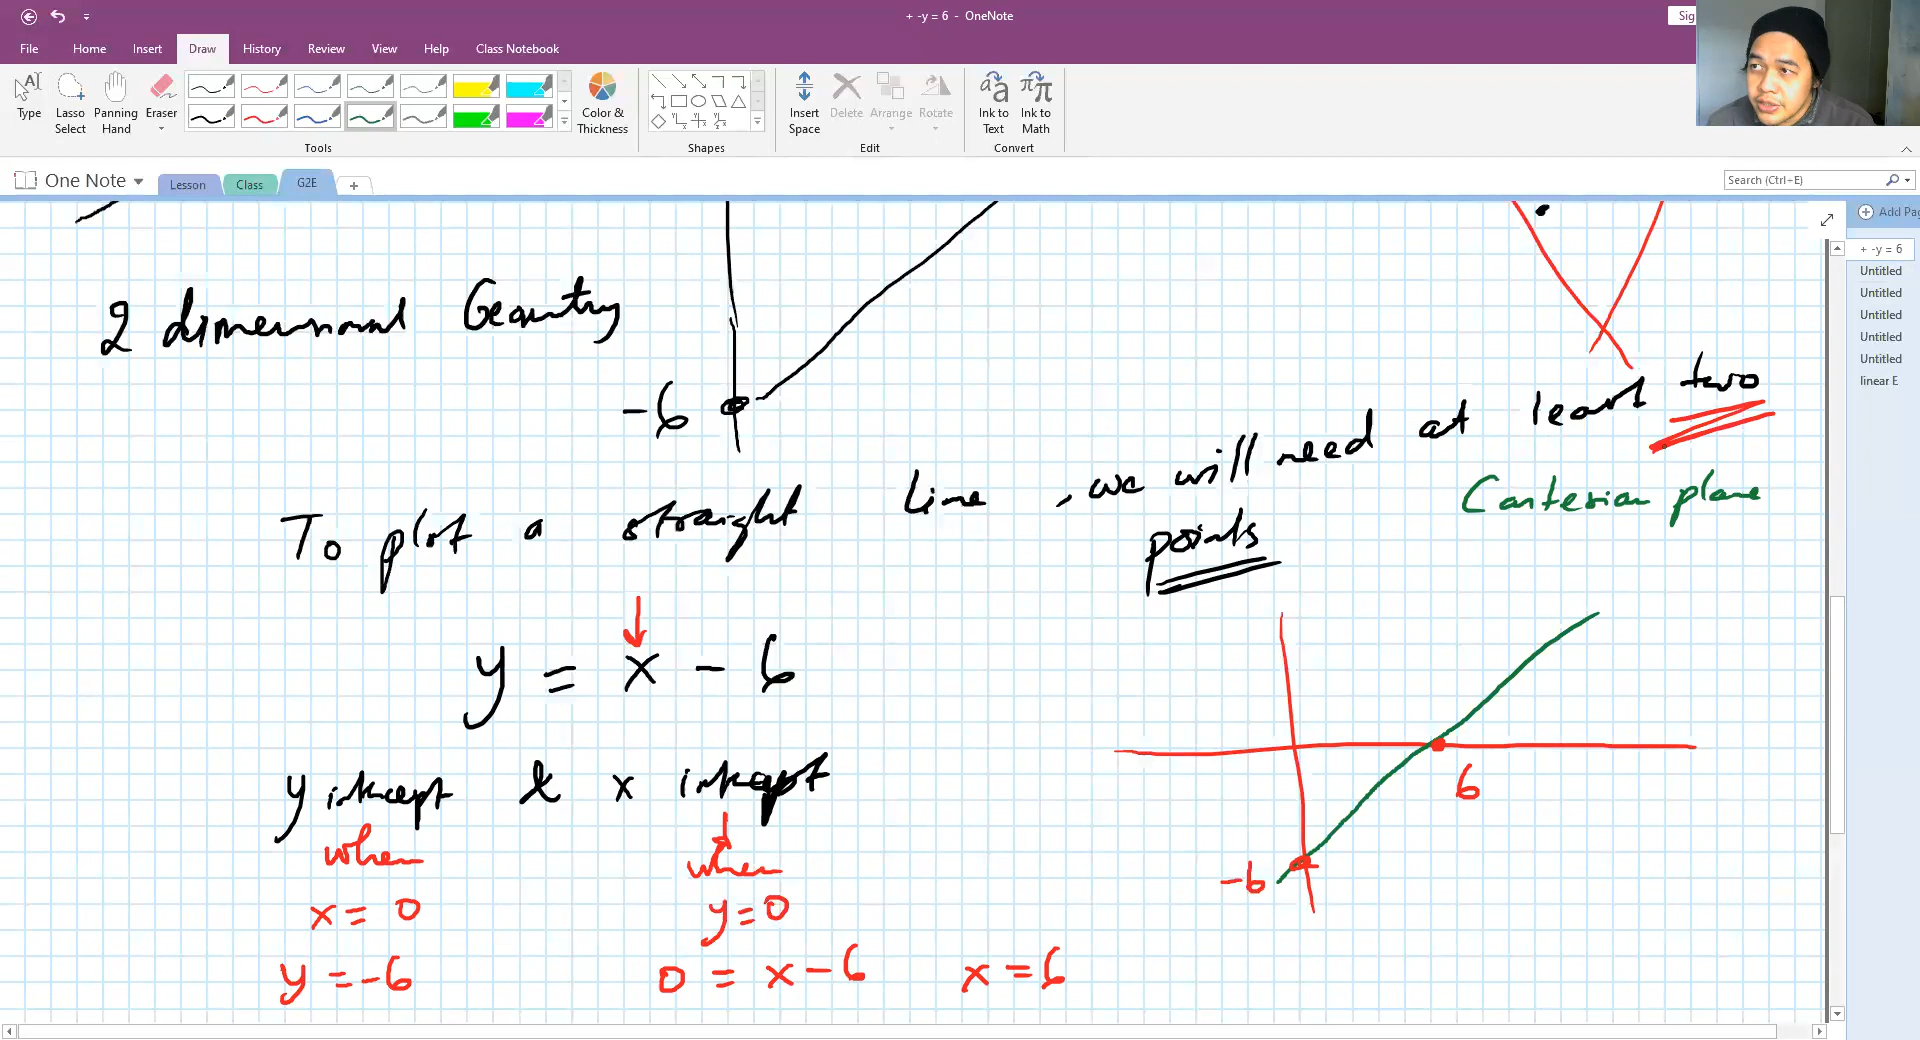 + -y = 6 - OneNote
Sig
File Home Insert Draw History Review View Help Class Notebook
Type
Lasso Select
Panning Hand
Eraser
Color & Thickness
Insert Space
Delete
Arrange
Rotate
Ink to Text
Ink to Math
Tools
Shapes
Edit
Convert
One Note
Lesson
Class
G2E
Search (Ctrl+E)
Add Pag
+ -y = 6
Untitled
Untitled
Untitled
Untitled
Untitled
linear E
2 dimensional Geometry
-6
To plot a straight line, we will need at least two
points
Cartesian plane
y = x - 6
y intercept & x intercept
when
when
x = 0
y = 0
y = -6
0 = x - 6
x = 6
6
-6